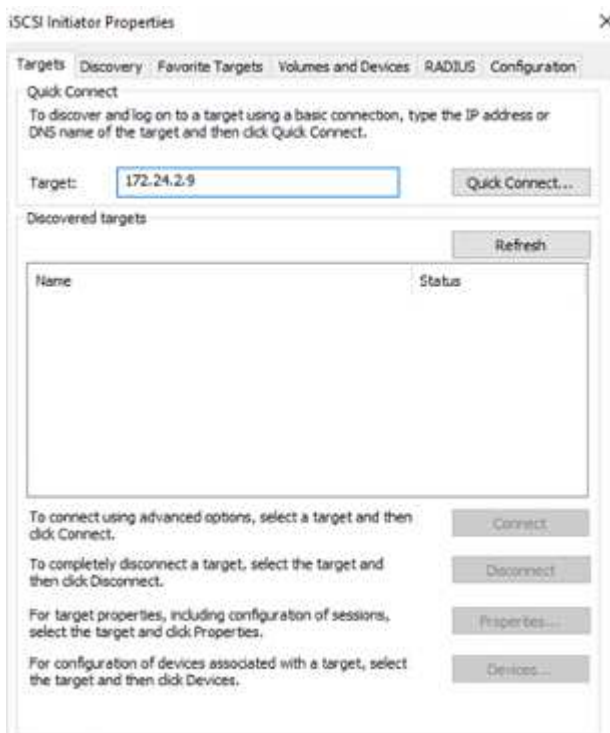 iSCSI Initiator Properties
Targets Discovery Favorite Targets Volumes and Devices RADIUS Configuration
Quick Connect
To discover and log on to a target using a basic connection, type the IP address or
DNS name of the target and then click Quick Connect.
Target: 172.24.2.9 Quick Connect...
Discovered targets
Refresh
Name Status
To connect using advanced options, select a target and then
click Connect.
Connect
To completely disconnect a target, select the target and
then click Disconnect.
Disconnect
For target properties, including configuration of sessions,
select the target and click Properties.
Properties...
For configuration of devices associated with a target, select
the target and then click Devices.
Devices...